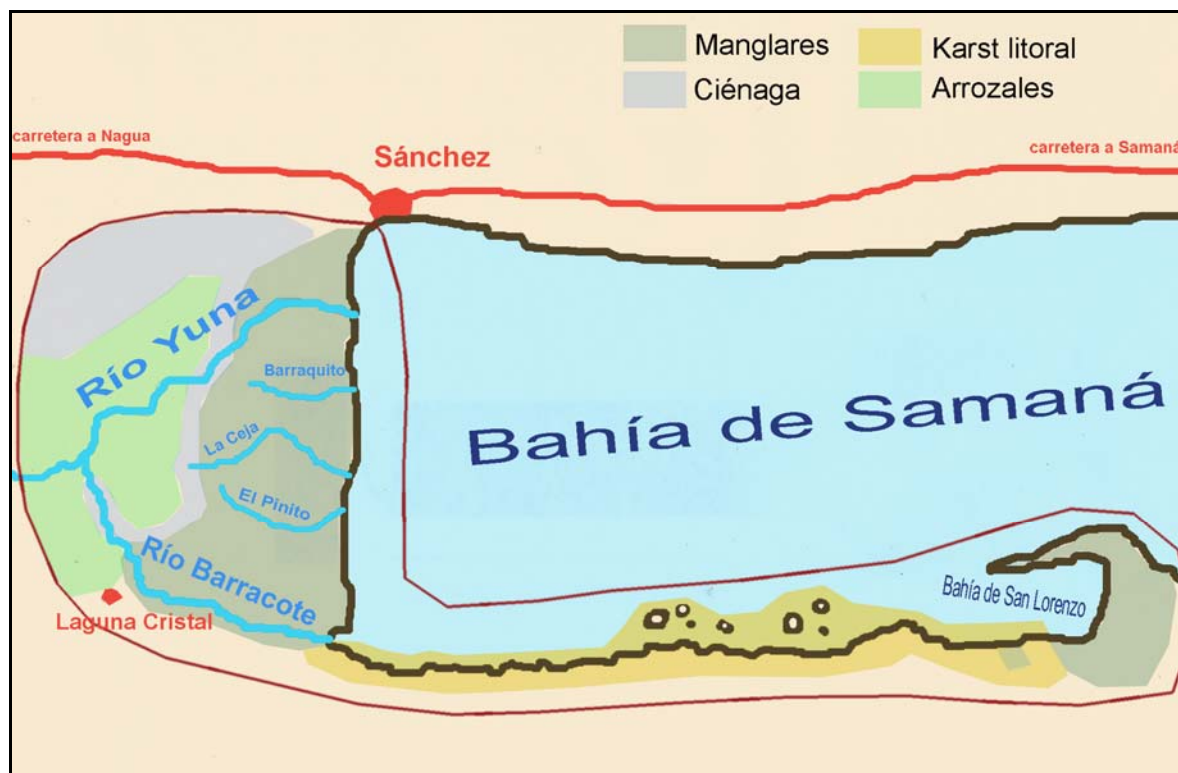 Manglares
Karst litoral
Ciénaga
Arrozales
carretera a Nagua
Sánchez
carretera a Samaná
Río Yuna
Barraquito
La Ceja
Bahía de Samaná
El Pinito
Río Barracote
Bahía de San Lorenzo
Laguna Cristal